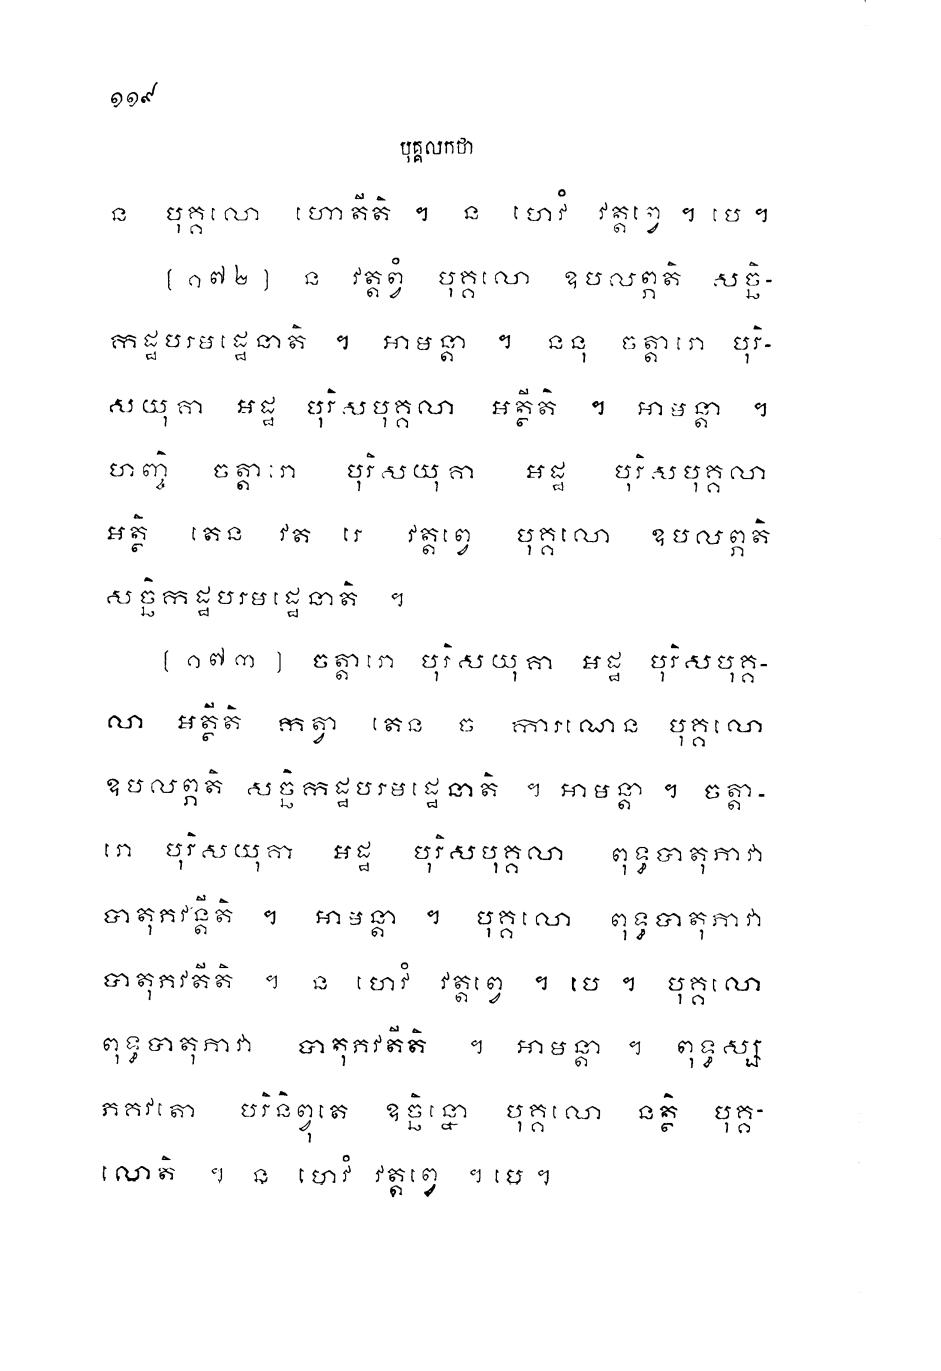 ១១៩
បុគ្គលកថា
ន បុគ្គលោ ហោតីតិ ។ ន ហេវំ វត្តព្វេ ។ បេ ។
[១៧២] ន វត្តព្វំ បុគ្គលោ ឧបលព្ភតិ សច្ឆិ-
កដ្ឋបរមដ្ឋេនាតិ ។ អាមន្តា ។ ននុ ចត្តារោ បុរិ-
សយុគា អដ្ឋ បុរិសបុគ្គលា អត្ថីតិ ។ អាមន្តា ។
ហញ្ចិ ចត្តារោ បុរិសយុគា អដ្ឋ បុរិសបុគ្គលា
អត្ថិ តេន វត រេ វត្តព្វេ បុគ្គលោ ឧបលព្ភតិ
សច្ឆិកដ្ឋបរមដ្ឋេនាតិ ។
[១៧៣] ចត្តារោ បុរិសយុគា អដ្ឋ បុរិសបុគ្គ-
លា អត្ថីតិ កត្វា តេន ច ការណេន បុគ្គលោ
ឧបលព្ភតិ សច្ឆិកដ្ឋបរមដ្ឋេនាតិ ។ អាមន្តា ។ ចត្តា-
រោ បុរិសយុគា អដ្ឋ បុរិសបុគ្គលា ពុទ្ធបាតុភាវា
បាតុភវន្តីតិ ។ អាមន្តា ។ បុគ្គលោ ពុទ្ធបាតុភាវា
បាតុភវតីតិ ។ ន ហេវំ វត្តព្វេ ។ បេ ។ បុគ្គលោ
ពុទ្ធបាតុភាវា បាតុភវតីតិ ។ អាមន្តា ។ ពុទ្ធស្ស
ភគវតោ បរិនិព្វុតេ ឧច្ឆិន្នោ បុគ្គលោ នត្ថិ បុគ្គ-
លោតិ ។ ន ហេវំ វត្តព្វេ ។ បេ ។